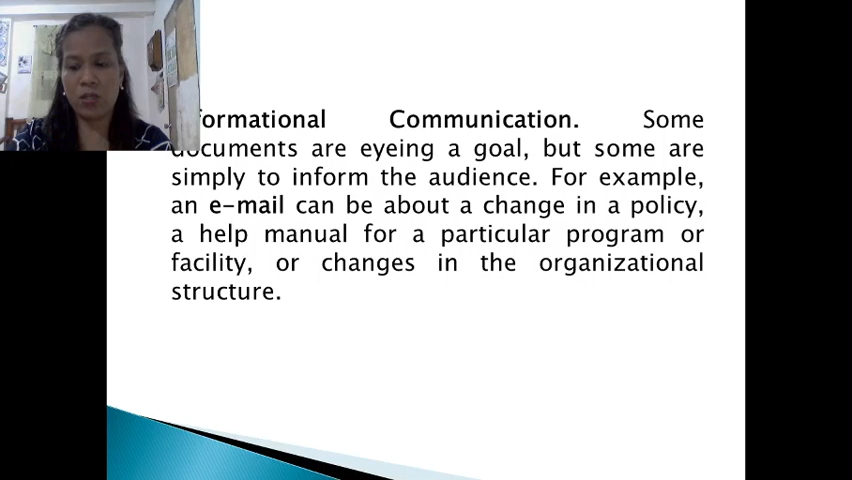 formational Communication. Some
documents are eyeing a goal, but some are
simply to inform the audience. For example,
an e-mail can be about a change in a policy,
a help manual for a particular program or
facility, or changes in the organizational
structure.